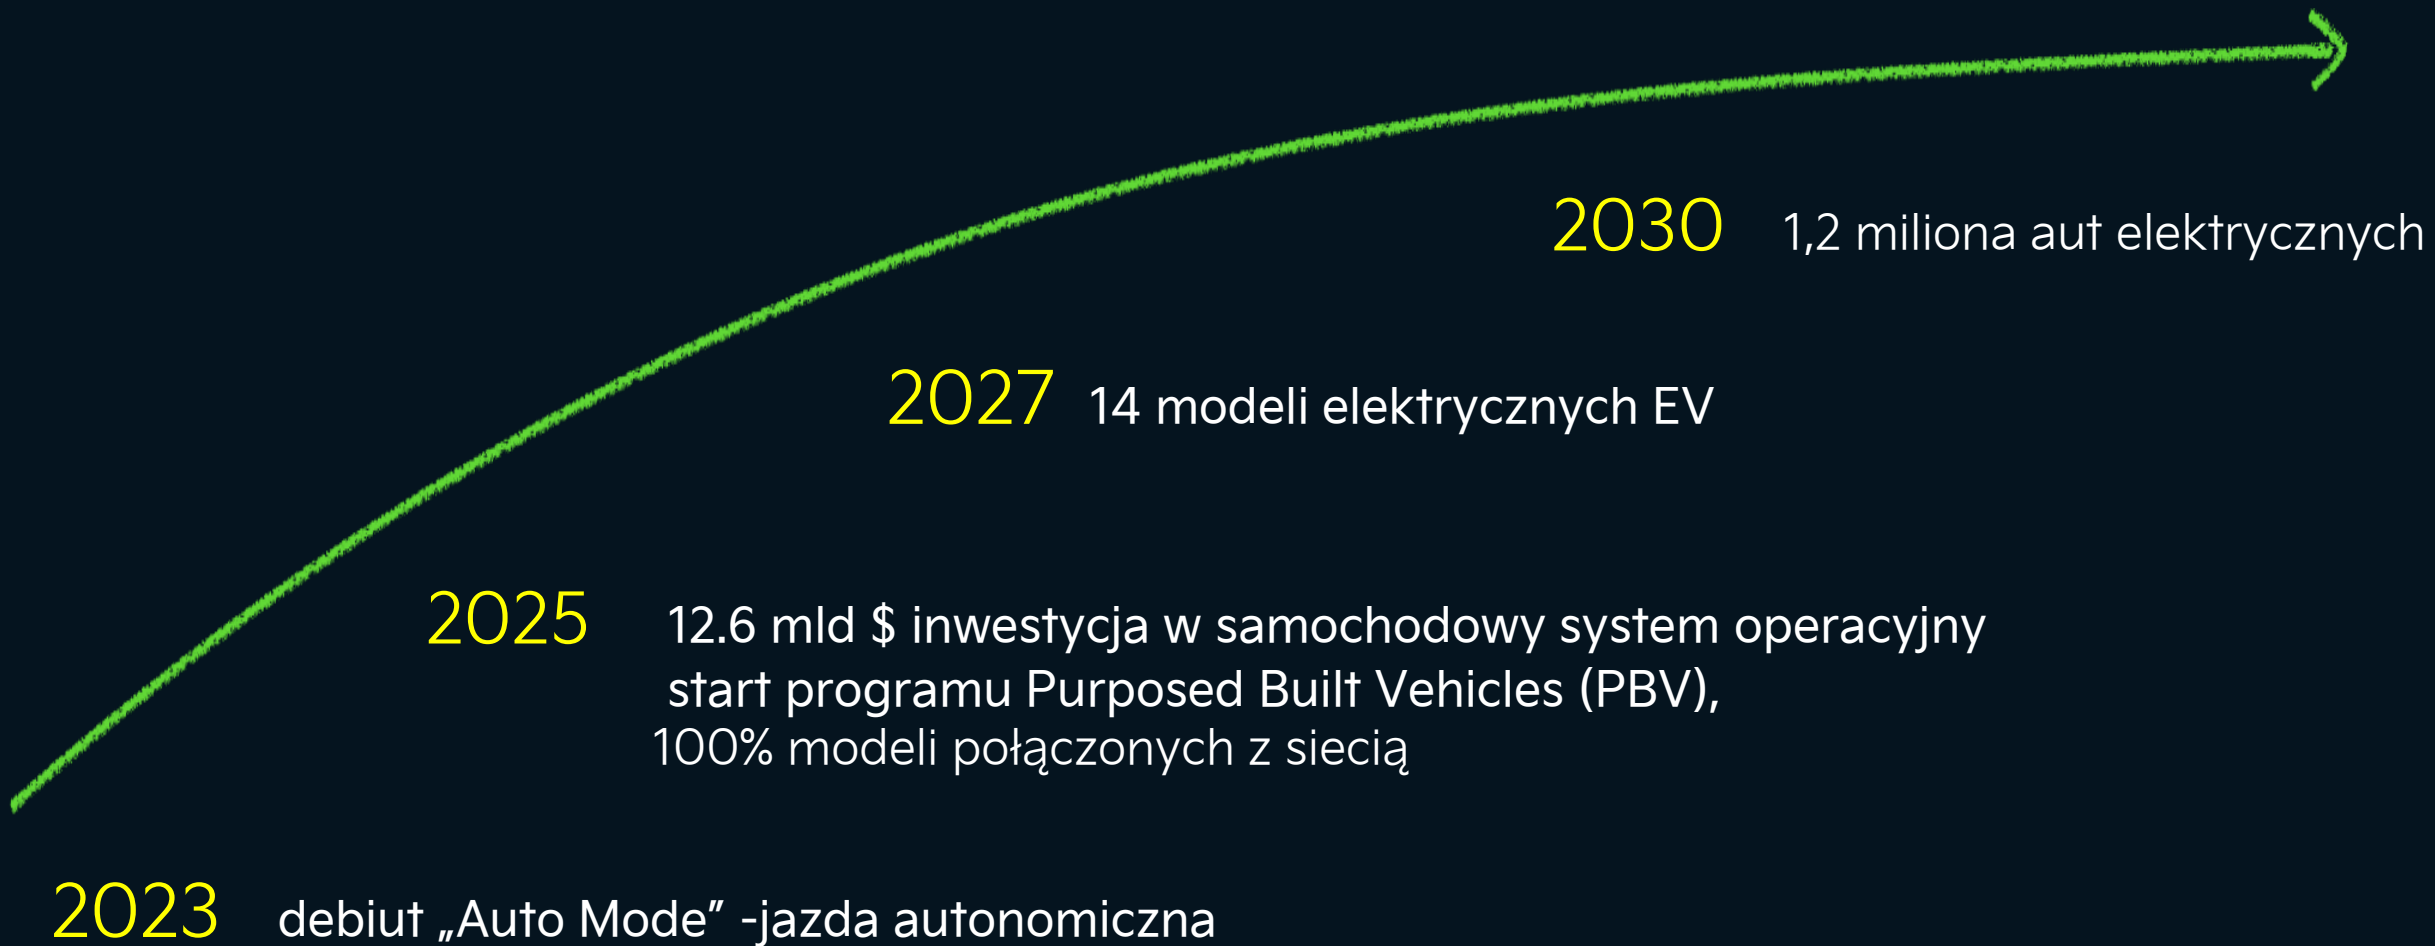 2030 1,2 miliona aut elektrycznych
2027 14 modeli elektrycznych EV
2025 12.6 mld $ inwestycja w samochodowy system operacyjny
start programu Purposed Built Vehicles (PBV),
100% modeli połączonych z siecią
2023 debiut „Auto Mode” -jazda autonomiczna